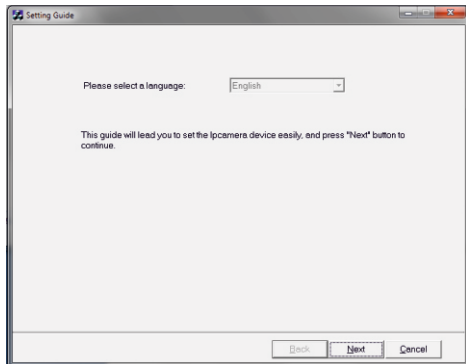 Setting Guide
Please select a language: English
This guide will lead you to set the Ipcamera device easily, and press "Next" button to
continue.
Back Next Cancel